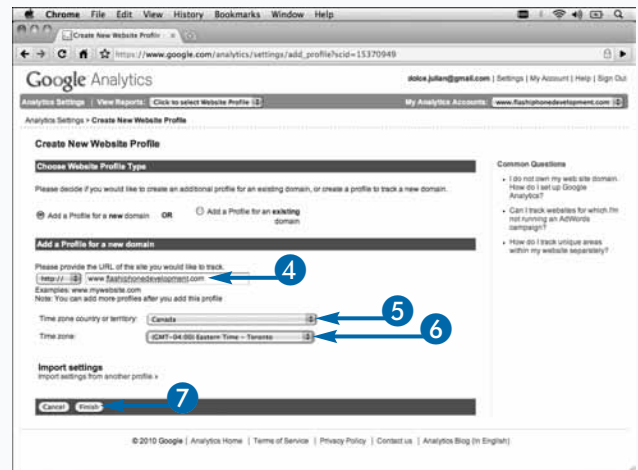 Chrome File Edit View History Bookmarks Window Help
Create New Website Profile
https://www.google.com/analytics/settings/add_profile?scid=15370949
Google Analytics
dolce.julian@gmail.com | Settings | My Account | Help | Sign Out
Analytics Settings | View Reports: Click to select Website Profile
My Analytics Accounts: www.flashiphonedevelopment.com
Analytics Settings > Create New Website Profile
Create New Website Profile
Choose Website Profile Type
Please decide if you would like to create an additional profile for an existing domain, or create a profile to track a new domain.
Add a Profile for a new domain OR Add a Profile for an existing
domain
Add a Profile for a new domain
Please provide the URL of the site you would like to track.
http:// www.flashiphonedevelopment.com
4
Examples: www.mywebsite.com
Note: You can add more profiles after you add this profile
Time zone country or territory: Canada
5
Time zone: (GMT-04:00) Eastern Time - Toronto
6
Import settings
Import settings from another profile »
7
Cancel Finish
Common Questions
• I do not own my web site domain.
How do I set up Google
Analytics?
• Can I track websites for which I'm
not running an AdWords
campaign?
• How do I track unique areas
within my website separately?
© 2010 Google | Analytics Home | Terms of Service | Privacy Policy | Contact us | Analytics Blog (In English)